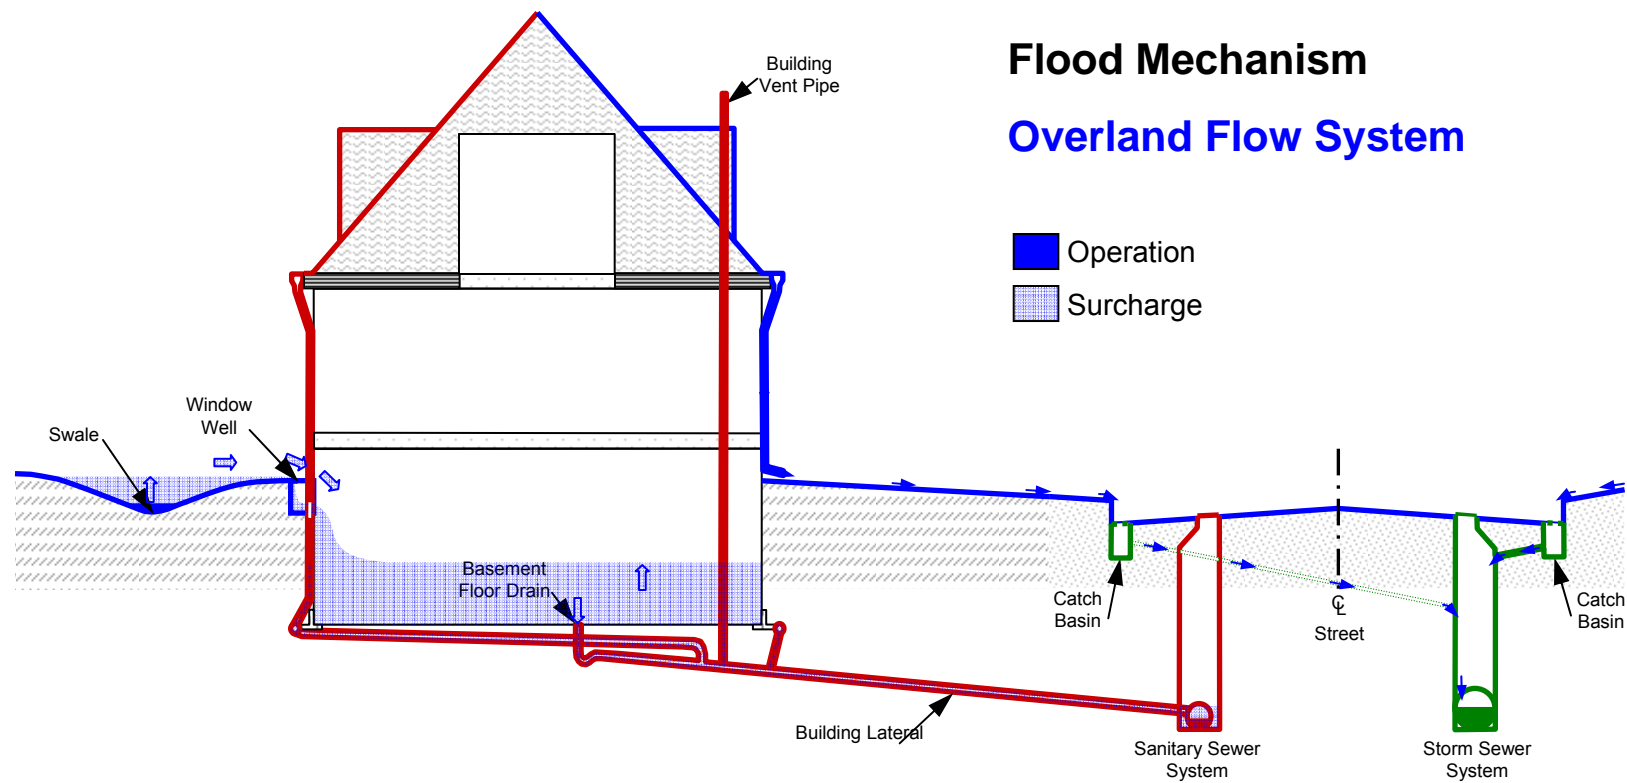 Flood Mechanism
Overland Flow System
Operation
Surcharge
Building
Vent Pipe
Window
Well
Swale
Basement
Floor Drain
Building Lateral
Catch
Basin
℄
Street
Catch
Basin
Sanitary Sewer
System
Storm Sewer
System